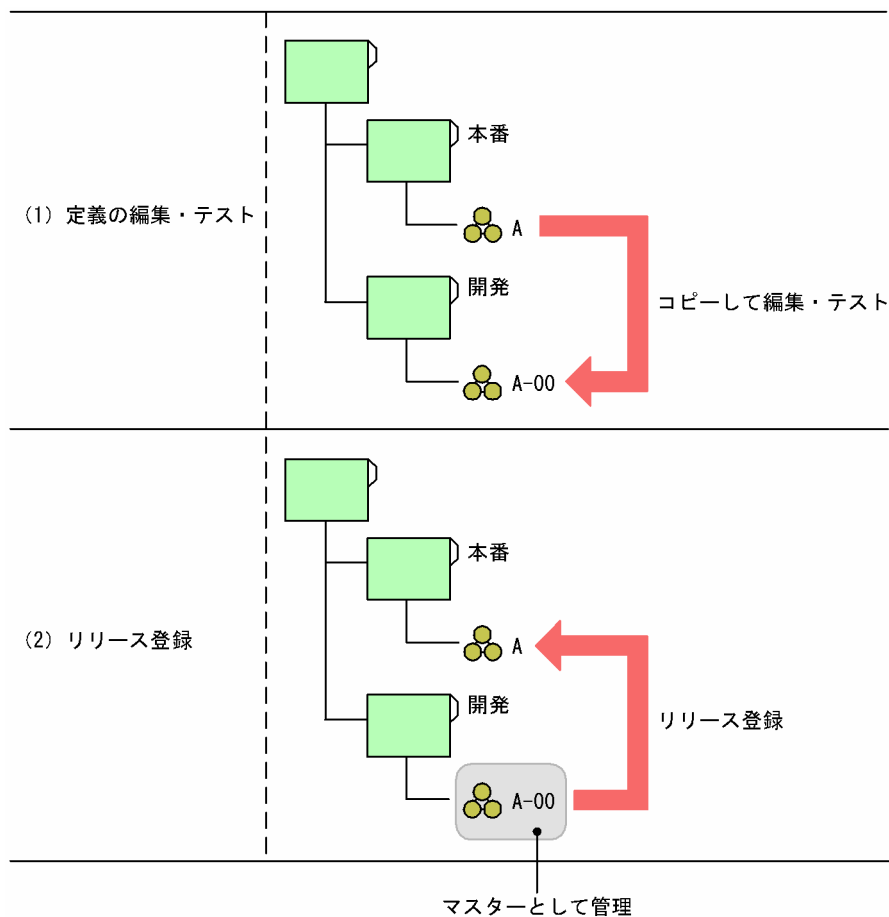 本番
(1) 定義の編集・テスト
A
開発
コピーして編集・テスト
A-00
本番
(2) リリース登録
A
開発
リリース登録
A-00
マスターとして管理